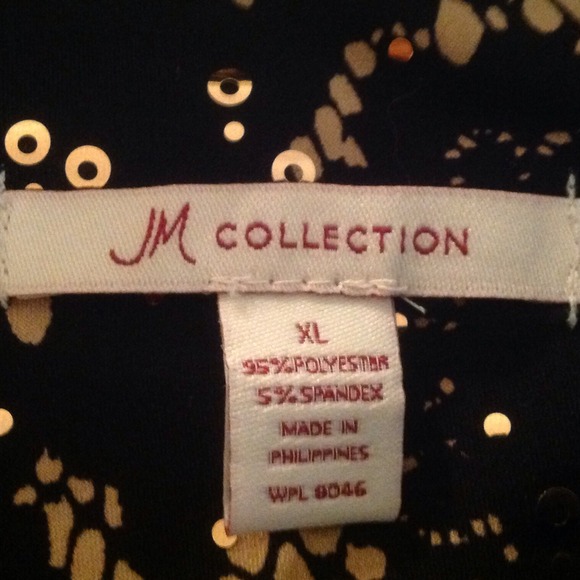 JM COLLECTION
XL
95% POLYESTER
5% SPANDEX
MADE IN
PHILIPPINES
WPL 8046